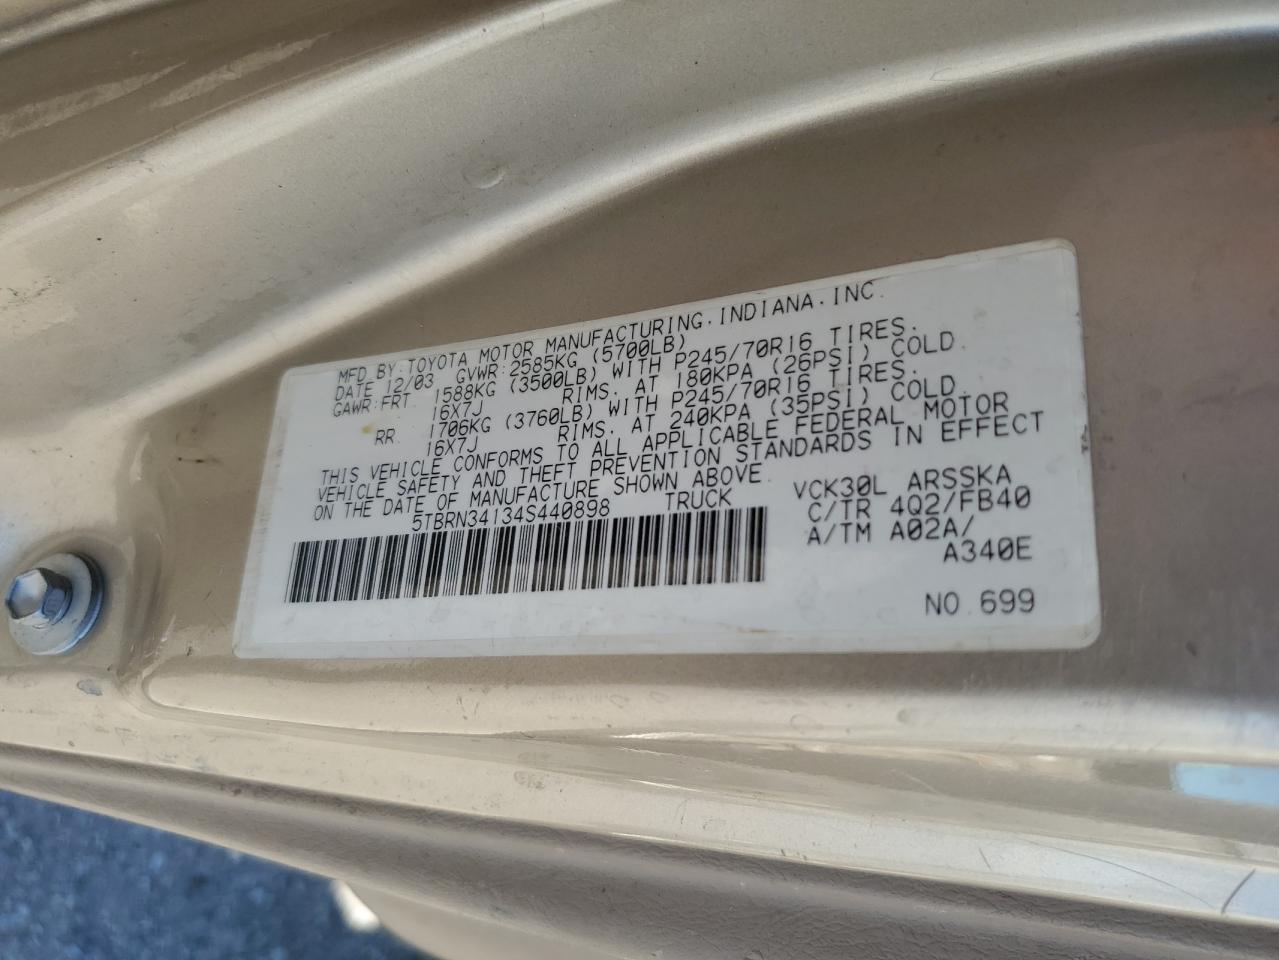 MFD. BY: TOYOTA MOTOR MANUFACTURING. INDIANA. INC.
DATE 12/03 GVWR: 2585KG (5700LB)
GAWR: FRT. 1588KG (3500LB) WITH P245/70R16 TIRES.
16X7J RIMS. AT 180KPA (26PSI) COLD.
RR. 1706KG (3760LB) WITH P245/70R16 TIRES.
16X7J RIMS. AT 240KPA (35PSI) COLD.
THIS VEHICLE CONFORMS TO ALL APPLICABLE FEDERAL MOTOR
VEHICLE SAFETY AND THEFT PREVENTION STANDARDS IN EFFECT
ON THE DATE OF MANUFACTURE SHOWN ABOVE.
5TBRN34134S440898 TRUCK
VCK30L ARSSKA
C/TR 4Q2/FB40
A/TM A02A/
A340E
NO. 699